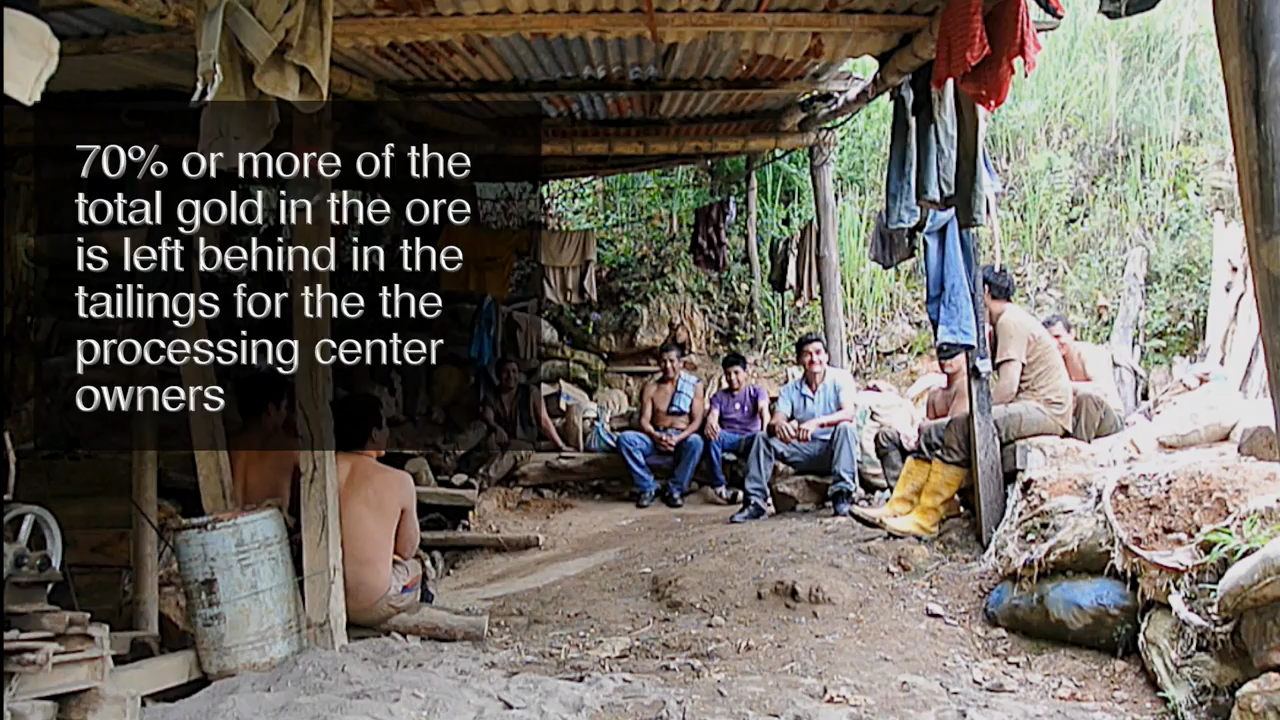 70% or more of the
total gold in the ore
is left behind in the
tailings for the the
processing center
owners